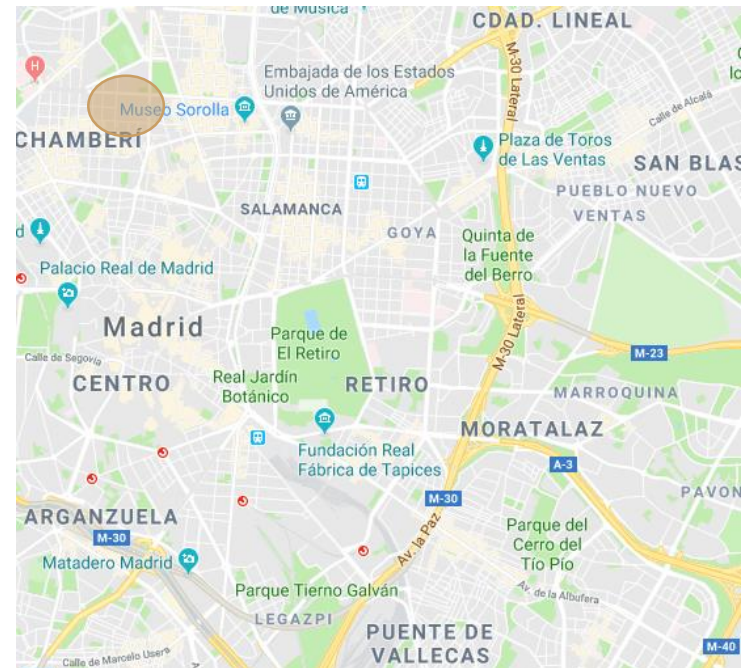 de Música
CDAD. LINEAL
M-30 Lateral
H
Embajada de los Estados
Unidos de América
Museo Sorolla
Calle de Alcalá
CHAMBERÍ
Plaza de Toros
de Las Ventas
SAN BLAS
PUEBLO NUEVO
VENTAS
SALAMANCA
GOYA
Quinta de
la Fuente
del Berro
Palacio Real de Madrid
Madrid
Parque de
El Retiro
M-30 Lateral
M-23
Calle de Segovia
CENTRO
Real Jardín
Botánico
RETIRO
MARROQUINA
MORATALAZ
Fundación Real
Fábrica de Tapices
A-3
M-30
PAVON
ARGANZUELA
M-30
Av. la Paz
Parque del
Cerro del
Tío Pío
Matadero Madrid
Parque Tierno Galván
Av. de la Albufera
LEGAZPI
PUENTE DE
VALLECAS
M-40
Calle de Marcelo Usera